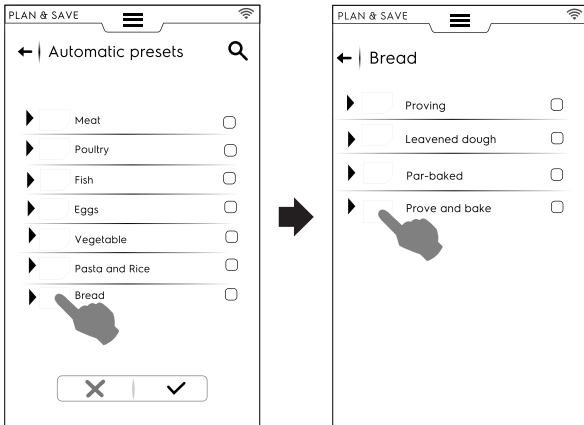 PLAN & SAVE
Automatic presets
Meat
Poultry
Fish
Eggs
Vegetable
Pasta and Rice
Bread
PLAN & SAVE
Bread
Proving
Leavened dough
Par-baked
Prove and bake